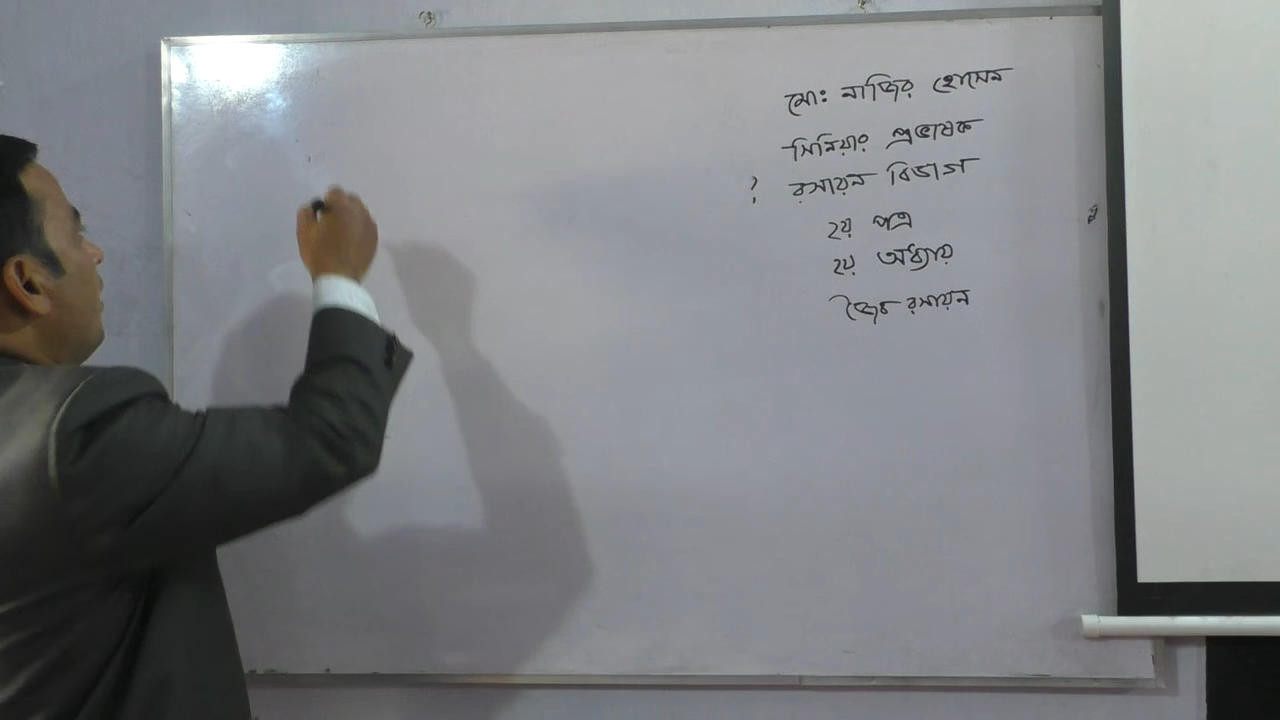 মোঃ নাজির হোসেন
সিনিয়র প্রভাষক
? রসায়ন বিভাগ
২য় পত্র
২য় অধ্যায়
জৈব রসায়ন